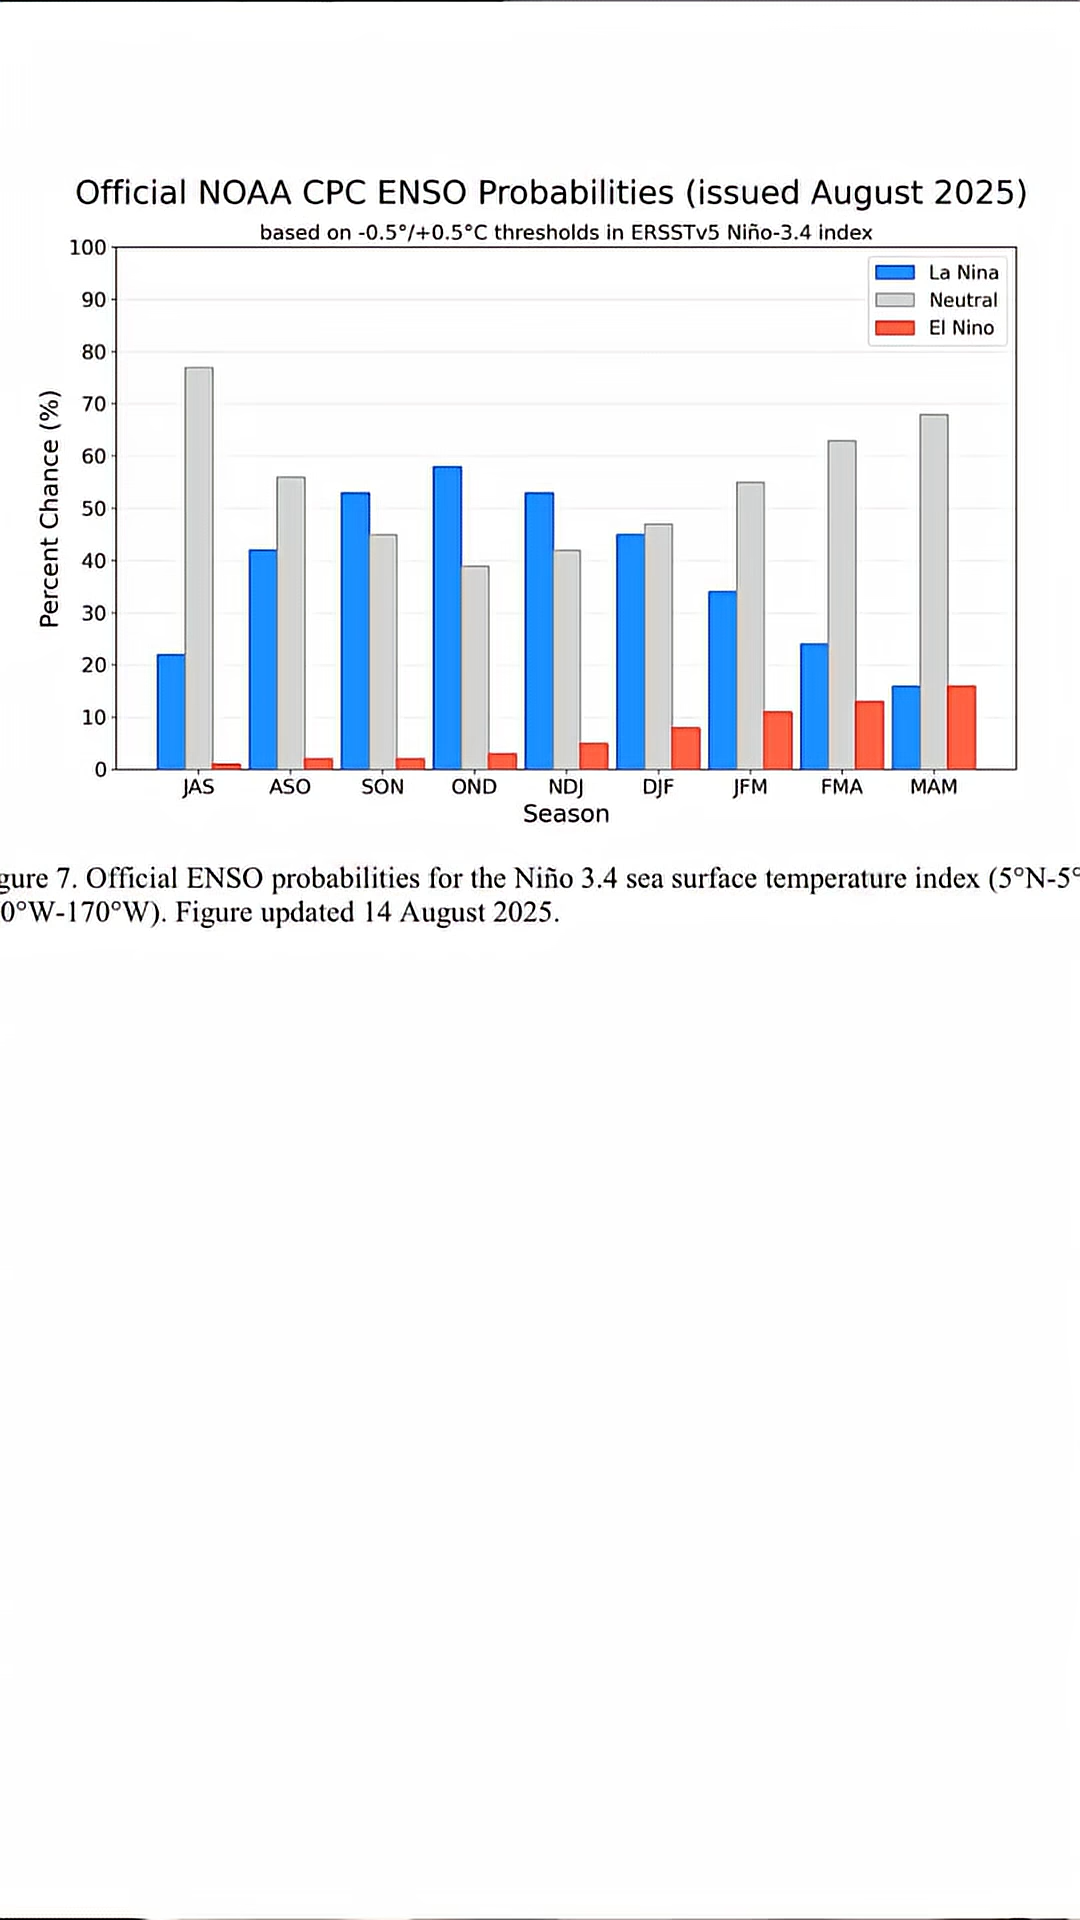 Official NOAA CPC ENSO Probabilities (issued August 2025)
based on -0.5°/+0.5°C thresholds in ERSSTv5 Niño-3.4 index
100
90
80
70
60
50
40
30
20
10
0
Percent Chance (%)
La Nina
Neutral
El Nino
JAS ASO SON OND NDJ DJF JFM FMA MAM
Season
gure 7. Official ENSO probabilities for the Niño 3.4 sea surface temperature index (5°N-5°
0°W-170°W). Figure updated 14 August 2025.